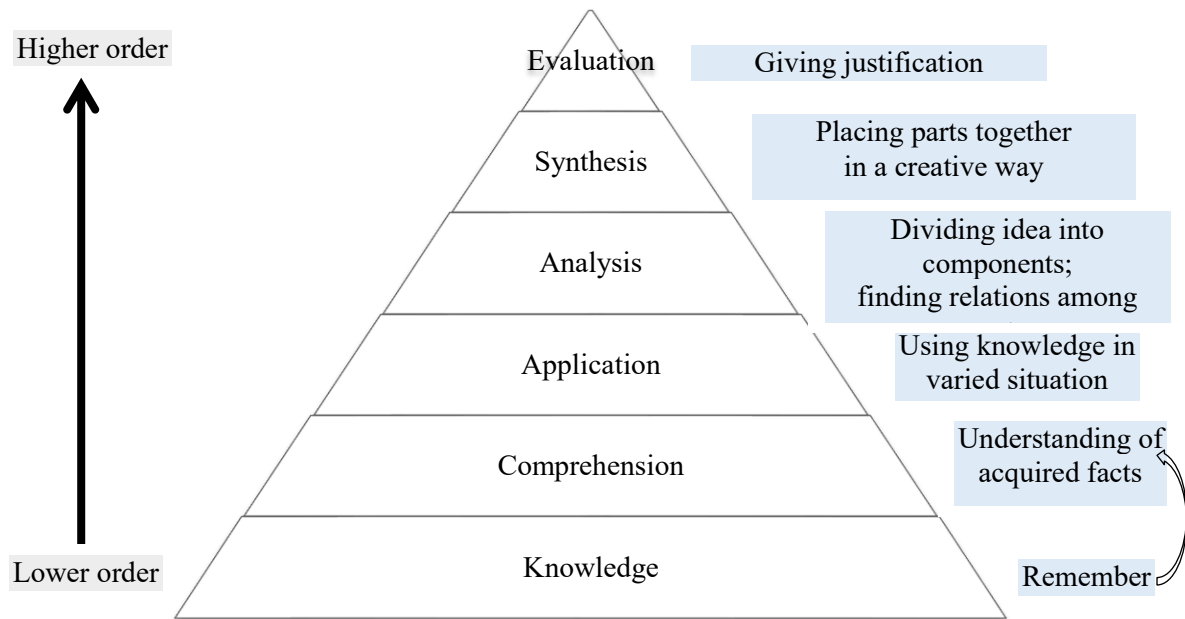 Higher order
Evaluation
Giving justification
Synthesis
Placing parts together
in a creative way
Analysis
Dividing idea into
components;
finding relations among
Application
Using knowledge in
varied situation
Comprehension
Understanding of
acquired facts
Lower order
Knowledge
Remember